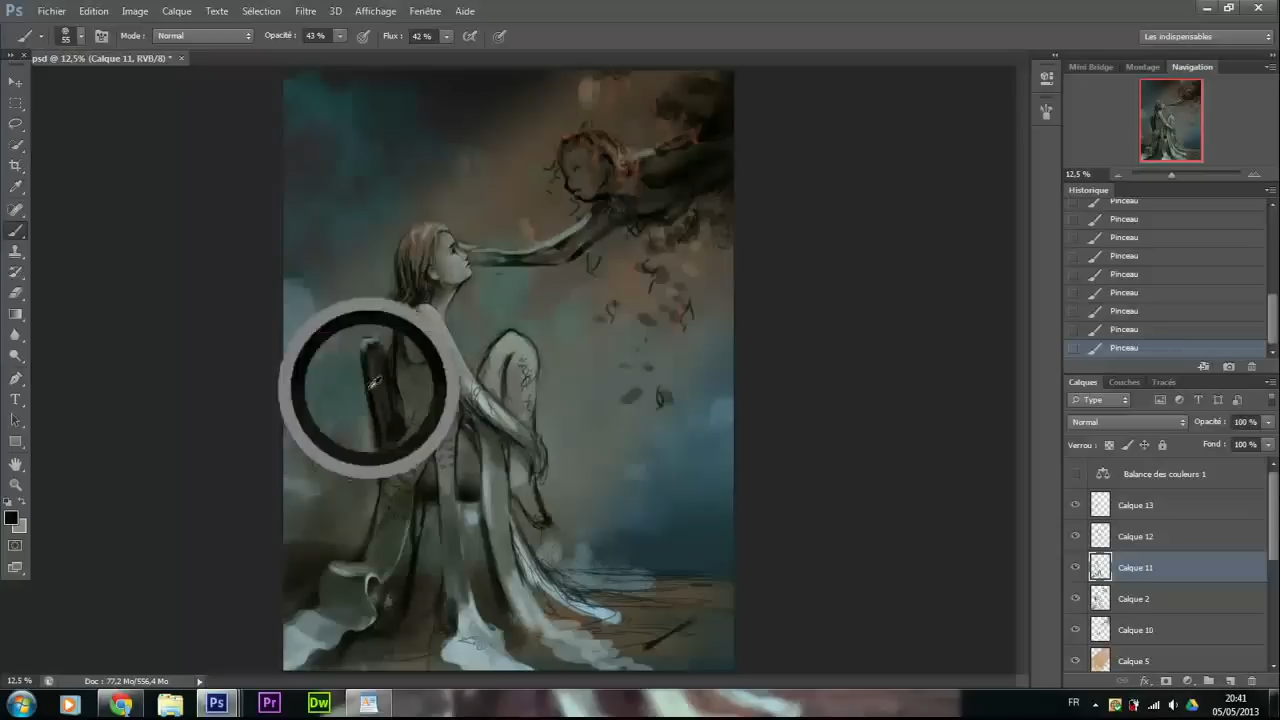 Ps Fichier Edition Image Calque Texte Sélection Filtre 3D Affichage Fenêtre Aide
55 Mode : Normal Opacité : 43 % Flux : 42 % Les indispensables
psd @ 12,5% (Calque 11, RVB/8) *
Mini Bridge Montage Navigation
12,5 %
Historique
Pinceau
Pinceau
Pinceau
Pinceau
Pinceau
Pinceau
Pinceau
Pinceau
Pinceau
Calques Couches Tracés
Type
Normal Opacité : 100 %
Verrou : Fond : 100 %
Balance des couleurs 1
Calque 13
Calque 12
Calque 11
Calque 2
Calque 10
Calque 5
12,5 % Doc : 77,2 Mo/556,4 Mo
Ps Pr Dw FR 20:41
05/05/2013